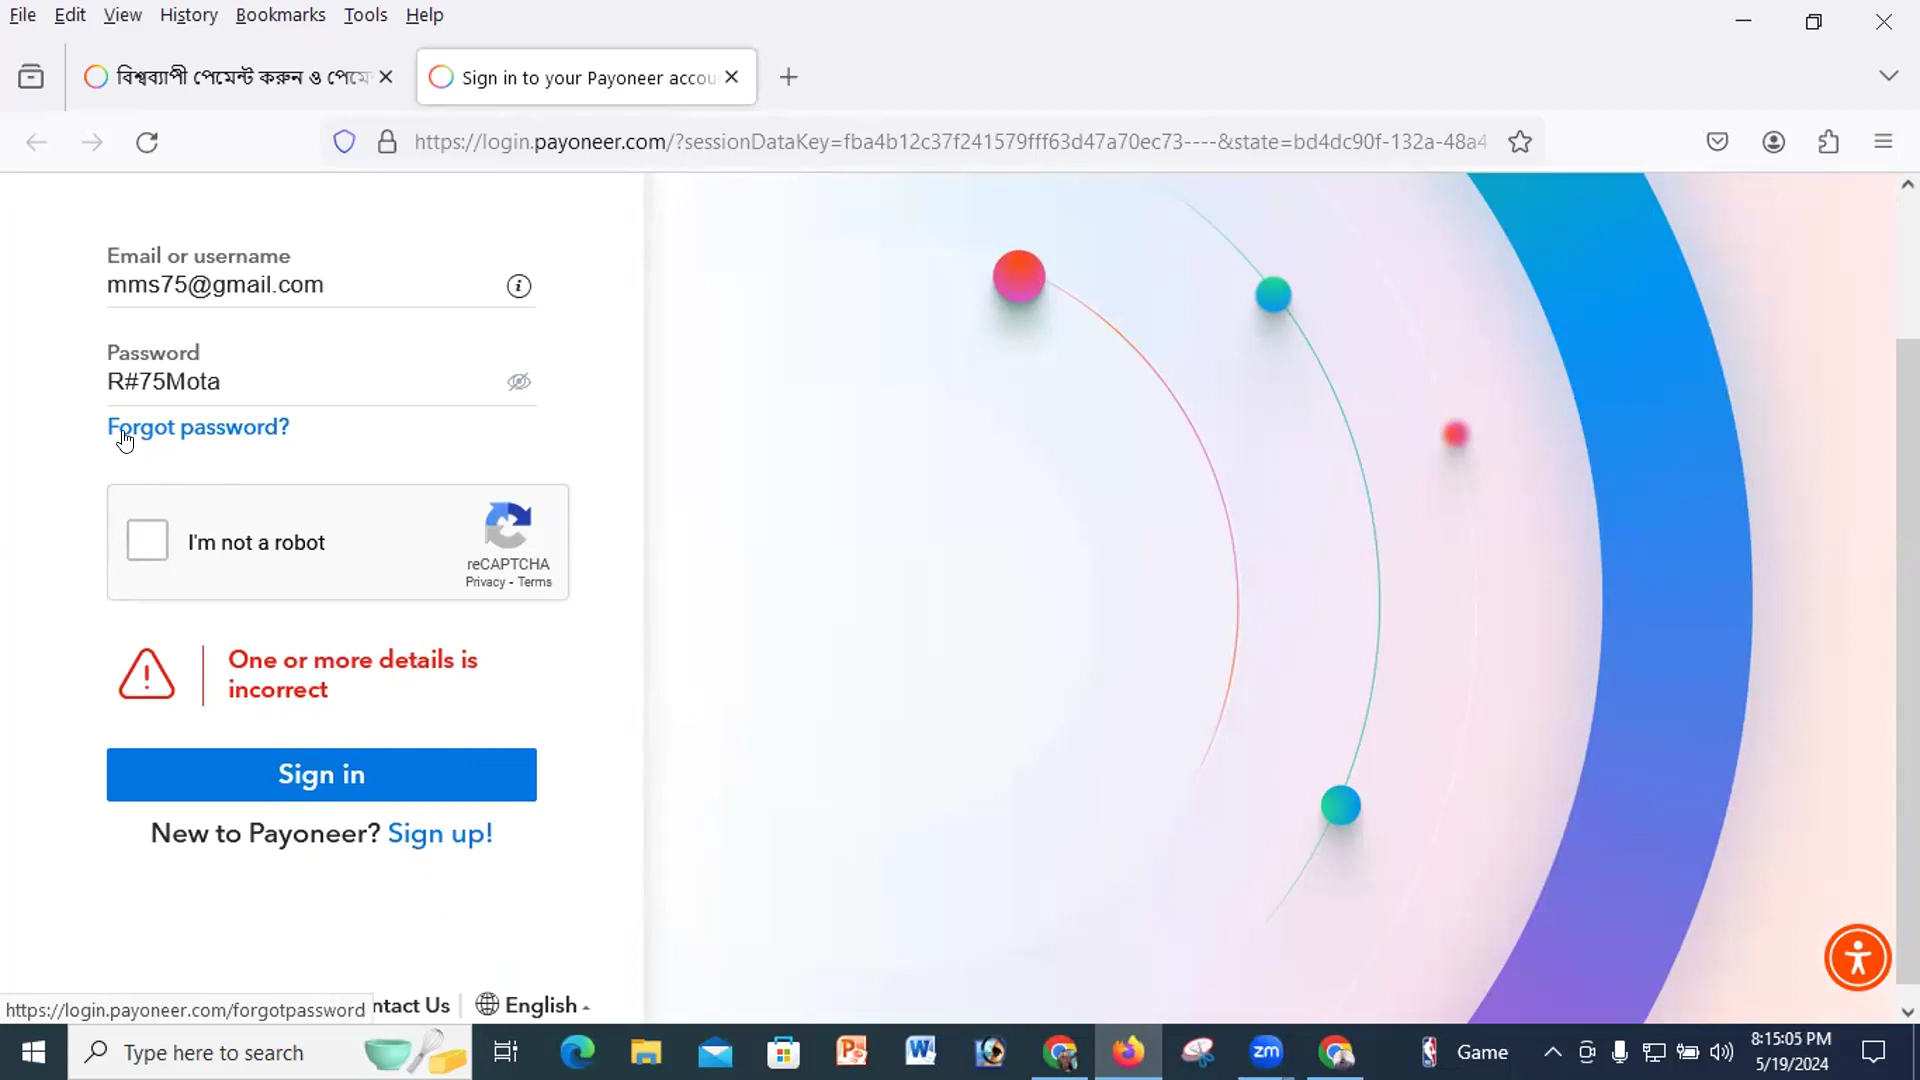 File Edit View History Bookmarks Tools Help
বিশ্বব্যাপী পেমেন্ট করুন ও পেমে
Sign in to your Payoneer accou
https://login.payoneer.com/?sessionDataKey=fba4b12c37f241579fff63d47a70ec73----&state=bd4dc90f-132a-48a4
Email or username
mms75@gmail.com
Password
R#75Mota
Forgot password?
I'm not a robot
reCAPTCHA
Privacy - Terms
One or more details is
incorrect
Sign in
New to Payoneer? Sign up!
ntact Us English
https://login.payoneer.com/forgotpassword
Type here to search
zm
Game
8:15:05 PM
5/19/2024